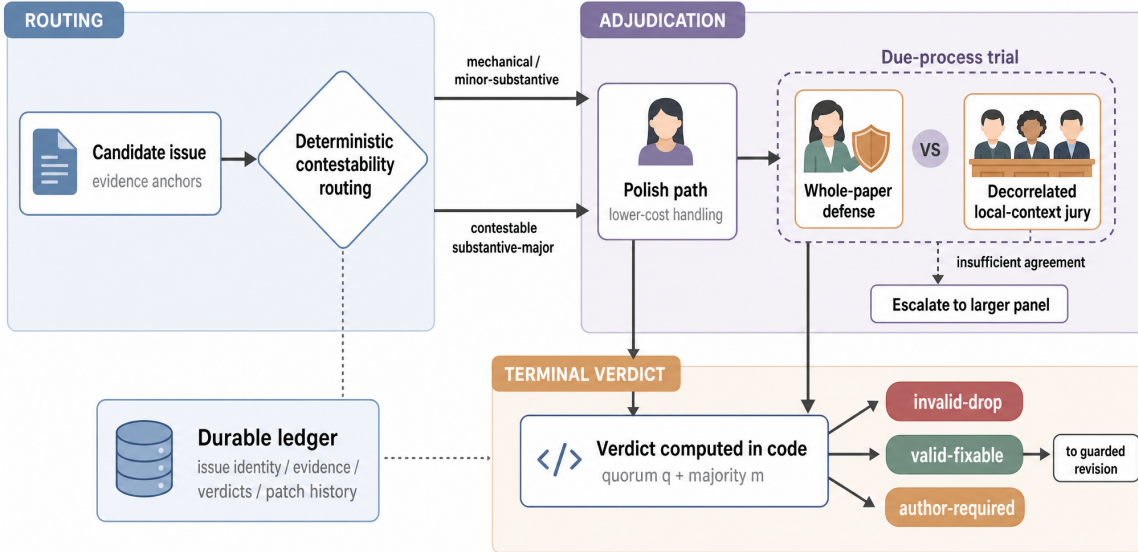 ROUTING
Candidate issue
evidence anchors
Deterministic
contestability
routing
mechanical /
minor-substantive
contestable
substantive-major
ADJUDICATION
Polish path
lower-cost handling
Due-process trial
Whole-paper
defense
VS
Decorrelated
local-context jury
insufficient agreement
Escalate to larger panel
Durable ledger
issue identity / evidence /
verdicts / patch history
TERMINAL VERDICT
</>
Verdict computed in code
quorum q + majority m
invalid-drop
valid-fixable
author-required
to guarded
revision